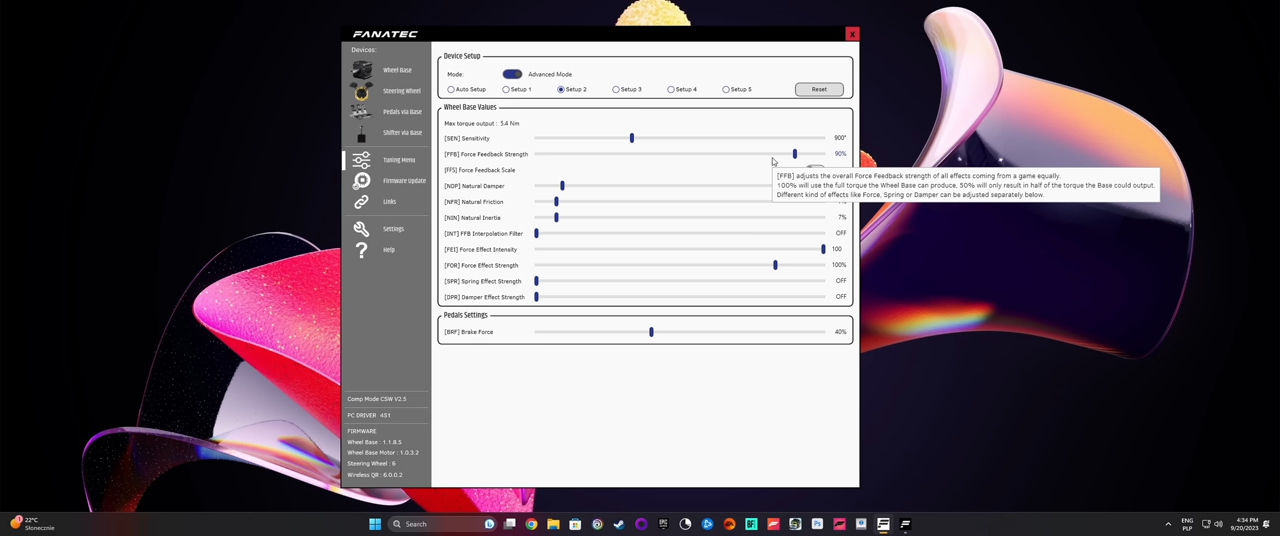 FANATEC
X
Devices:
Wheel Base
Steering Wheel
Pedals via Base
Shifter via Base
Tuning Menu
Firmware Update
Links
Settings
Help
Comp Mode CSW V2.5
PC DRIVER 451
FIRMWARE
Wheel Base : 1.1.8.5
Wheel Base Motor : 1.0.3.2
Steering Wheel : 6
Wireless QR : 6.0.0.2
Device Setup
Mode: Advanced Mode
Auto Setup Setup 1 Setup 2 Setup 3 Setup 4 Setup 5 Reset
Wheel Base Values
Max torque output : 5.4 Nm
[SEN] Sensitivity 900°
[FFB] Force Feedback Strength 90%
[FFS] Force Feedback Scale
[FFB] adjusts the overall Force Feedback strength of all effects coming from a game equally.
100% will use the full torque the Wheel Base can produce, 50% will only result in half of the torque the Base could output.
Different kind of effects like Force, Spring or Damper can be adjusted separately below.
[NDP] Natural Damper
[NFR] Natural Friction
[NIN] Natural Inertia 7%
[INT] FFB Interpolation Filter OFF
[FEI] Force Effect Intensity 100
[FOR] Force Effect Strength 100%
[SPR] Spring Effect Strength OFF
[DPR] Damper Effect Strength OFF
Pedals Settings
[BRF] Brake Force 40%
1
22°C
Słonecznie
Search
EPIC
SF
Ps
ENG
PLP
4:34 PM
9/20/2023